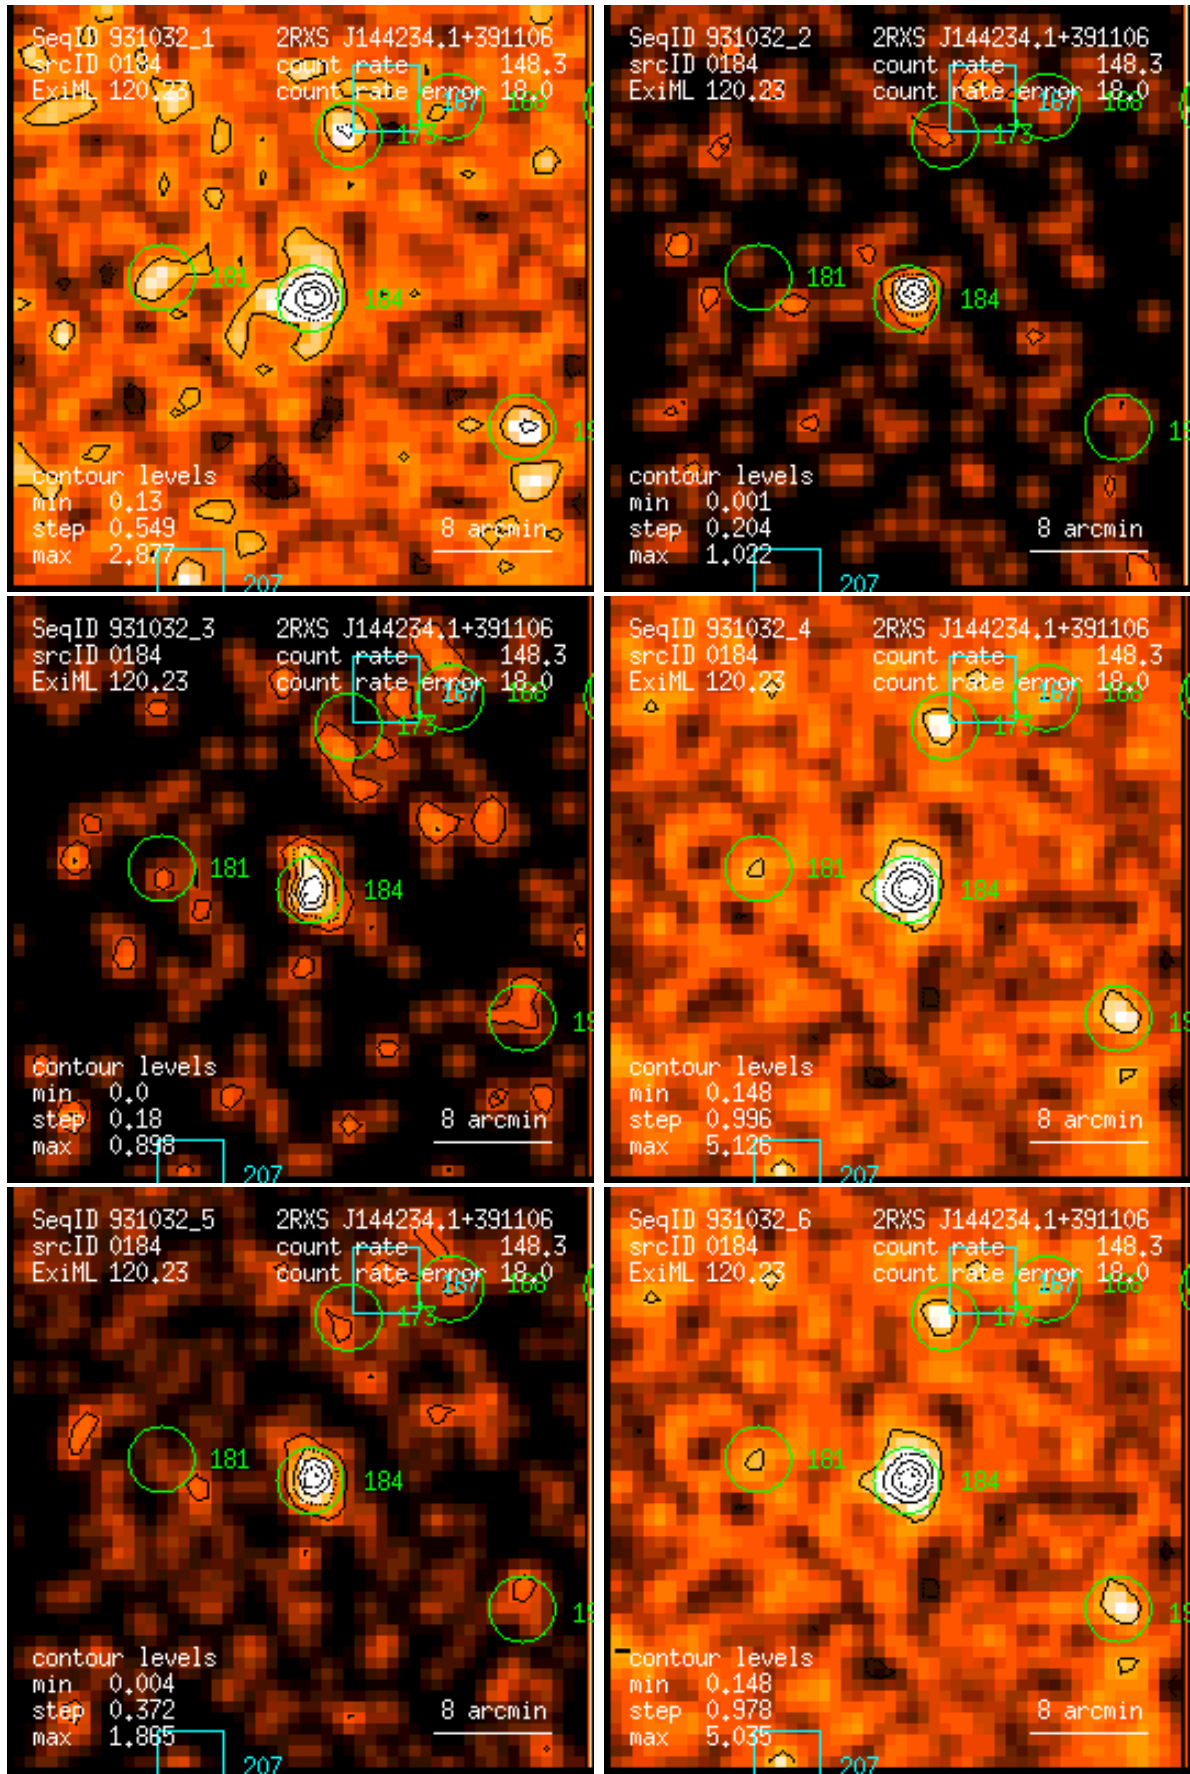 SeqID 931032_1 2RXS J144234.1+391106
srcID 0184 count rate 148.3
ExiML 120.23 count rate error 18.0
167 166
173
181
184
contour levels
min 0.13
step 0.549 8 arcmin
max 2.877
207
SeqID 931032_2 2RXS J144234.1+391106
srcID 0184 count rate 148.3
ExiML 120.23 count rate error 18.0
167 166
173
181
184
contour levels
min 0.001
step 0.204 8 arcmin
max 1.022
207
SeqID 931032_3 2RXS J144234.1+391106
srcID 0184 count rate 148.3
ExiML 120.23 count rate error 18.0
167 166
173
181
184
contour levels
min 0.0
step 0.18 8 arcmin
max 0.898
207
SeqID 931032_4 2RXS J144234.1+391106
srcID 0184 count rate 148.3
ExiML 120.23 count rate error 18.0
167 166
173
181
184
contour levels
min 0.148
step 0.996 8 arcmin
max 5.126
207
SeqID 931032_5 2RXS J144234.1+391106
srcID 0184 count rate 148.3
ExiML 120.23 count rate error 18.0
167 166
173
181
184
contour levels
min 0.004
step 0.372 8 arcmin
max 1.865
207
SeqID 931032_6 2RXS J144234.1+391106
srcID 0184 count rate 148.3
ExiML 120.23 count rate error 18.0
167 166
173
181
184
contour levels
min 0.148
step 0.978 8 arcmin
max 5.035
207